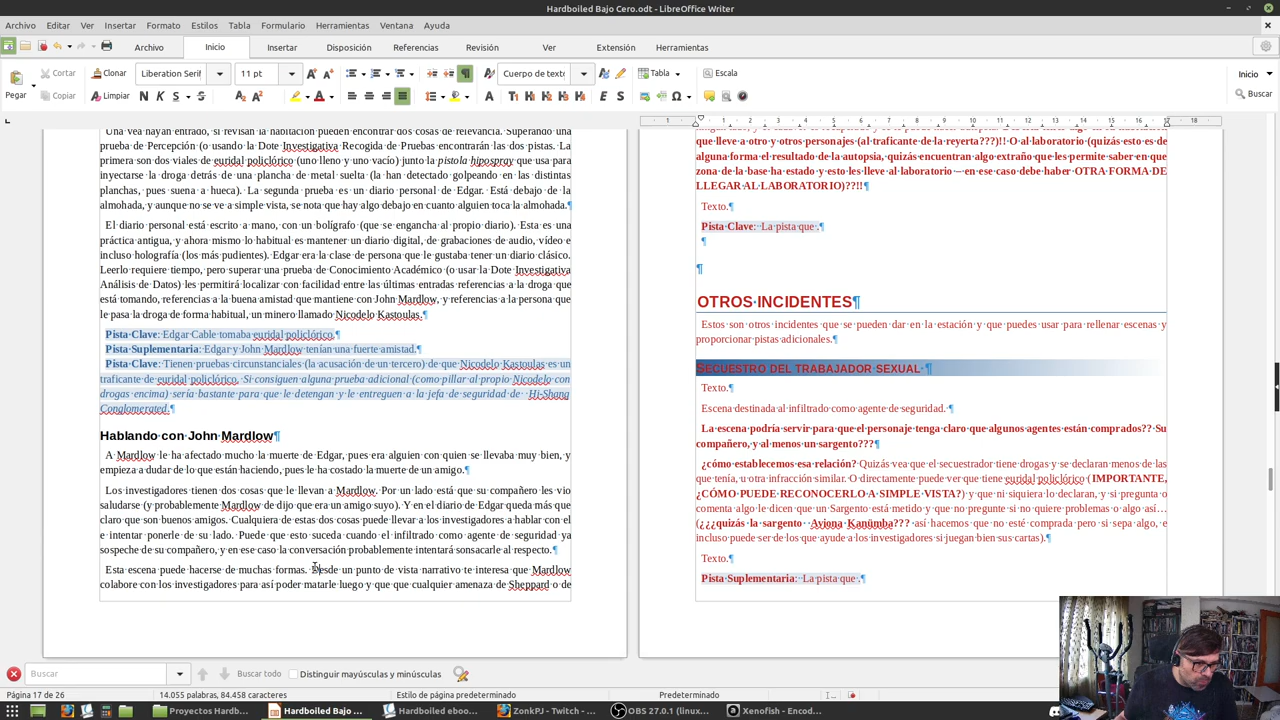 Hardboiled Bajo Cero.odt - LibreOffice Writer
Archivo Editar Ver Insertar Formato Estilos Tabla Formulario Herramientas Ventana Ayuda
Archivo Inicio Insertar Disposición Referencias Revisión Ver Extensión Herramientas
Pegar Cortar Copiar Clonar Limpiar Liberation Serif 11 pt Cuerpo de texto Tabla Escala Inicio Buscar
Una vez hayan entrado, si revisan la habitación pueden encontrar dos cosas de relevancia. Superando una
prueba de Percepción (o usando la Dote Investigativa Recogida de Pruebas encontrarán las dos pistas. La
primera son dos viales de euridal policlórico (uno lleno y uno vacío) junto la pistola hipospray que usa para
inyectarse la droga detrás de una plancha de metal suelta (la han detectado golpeando en las distintas
planchas, pues suena a hueca). La segunda prueba es un diario personal de Edgar. Está debajo de la
almohada, y aunque no se ve a simple vista, se nota que hay algo debajo en cuanto alguien toca la almohada.¶
El diario personal está escrito a mano, con un bolígrafo (que se engancha al propio diario). Esta es una
práctica antigua, y ahora mismo lo habitual es mantener un diario digital, de grabaciones de audio, vídeo e
incluso holografía (los más pudientes). Edgar era la clase de persona que le gustaba tener un diario escrito.
Leerlo requiere tiempo, pero superar una prueba de Conocimiento Académico (o usar la Dote Investigativa
Análisis de Datos) les permitirá localizar con facilidad entre las últimas entradas referencias a la droga que
está tomando, referencias a la buena amistad que mantiene con John Mardlow, y referencias a la persona que
le pasa la droga de forma habitual, un minero llamado Nicodelo Kastoulas.¶
Pista Clave: Edgar Cable tomaba euridal policlórico.¶
Pista Suplementaria: Edgar y John Mardlow tenían una fuerte amistad.¶
Pista Clave: Tienen pruebas circunstanciales (la acusación de un tercero) de que Nicodelo Kastoulas es un
traficante de euridal policlórico. Si consiguen alguna prueba adicional (como pillar al propio Nicodelo con
drogas encima) sería bastante para que le detengan y le entreguen a la jefa de seguridad de Hi-Shang
Conglomerated.¶
Hablando con John Mardlow¶
A Mardlow le ha afectado mucho la muerte de Edgar, pues era alguien con quien se llevaba muy bien, y
empieza a dudar de lo que están haciendo, pues le ha costado la muerte de un amigo.¶
Los investigadores tienen dos cosas que le llevan a Mardlow. Por un lado está que su compañero les vio
saludarse (y probablemente Mardlow de dijo que era un amigo suyo). Y en el diario de Edgar queda más que
claro que son buenos amigos. Cualquiera de estas dos cosas puede llevar a los investigadores a hablar con el
e intentar ponerle de su lado. Puede que esto suceda cuando el infiltrado como agente de seguridad ya
sospeche de su compañero, y en ese caso la conversación probablemente intentará sonsacarle al respecto.¶
Esta escena puede hacerse de muchas formas. Desde un punto de vista narrativo te interesa que Mardlow
colabore con los investigadores para así poder matarle luego y que que cualquier amenaza de Sheppard o de
que lleve a otro y otros personajes (al traficante de la reyerta???)!! O al laboratorio (quizás esto es de
alguna forma el resultado de la autopsia, quizás encuentran algo extraño que les permite saber en que
zona de la base ha estado y esto les lleve al laboratorio – en ese caso debe haber OTRA FORMA DE
LLEGAR AL LABORATORIO)??!!¶
Texto.¶
Pista Clave: La pista que .¶
¶
¶
OTROS INCIDENTES¶
Estos son otros incidentes que se pueden dar en la estación y que puedes usar para rellenar escenas y
proporcionar pistas adicionales.¶
SECUESTRO DEL TRABAJADOR SEXUAL ¶
Texto.¶
Escena destinada al infiltrado como agente de seguridad. ¶
La escena podría servir para que el personaje tenga claro que algunos agentes están comprados?? Su
compañero, y al menos un sargento???¶
¿cómo establecemos esa relación? Quizás vea que el secuestrador tiene drogas y se declaran menos de las
que tenía, u otra infracción similar. O directamente puede ver que tiene euridal policlórico (IMPORTANTE,
¿CÓMO PUEDE RECONOCERLO A SIMPLE VISTA?) y que ni siquiera lo declaran, y si pregunta o
comenta algo le dicen que un Sargento está metido y que no pregunte si no quiere problemas o algo así…
(¿¿¿quizás la sargento Aviona Kanümba??? así hacemos que no esté comprada pero si sepa algo, e
incluso puede ser de los que ayude a los investigadores si juegan bien sus cartas).¶
Texto.¶
Pista Suplementaria: La pista que .¶
Buscar Buscar todo Distinguir mayúsculas y minúsculas
Página 17 de 26 14.055 palabras, 84.458 caracteres Estilo de página predeterminado Predeterminado
Proyectos Hardb... Hardboiled Bajo ... Hardboiled eboo... ZonkPJ - Twitch - ... OBS 27.0.1 (linux... Xenofish - Encod...